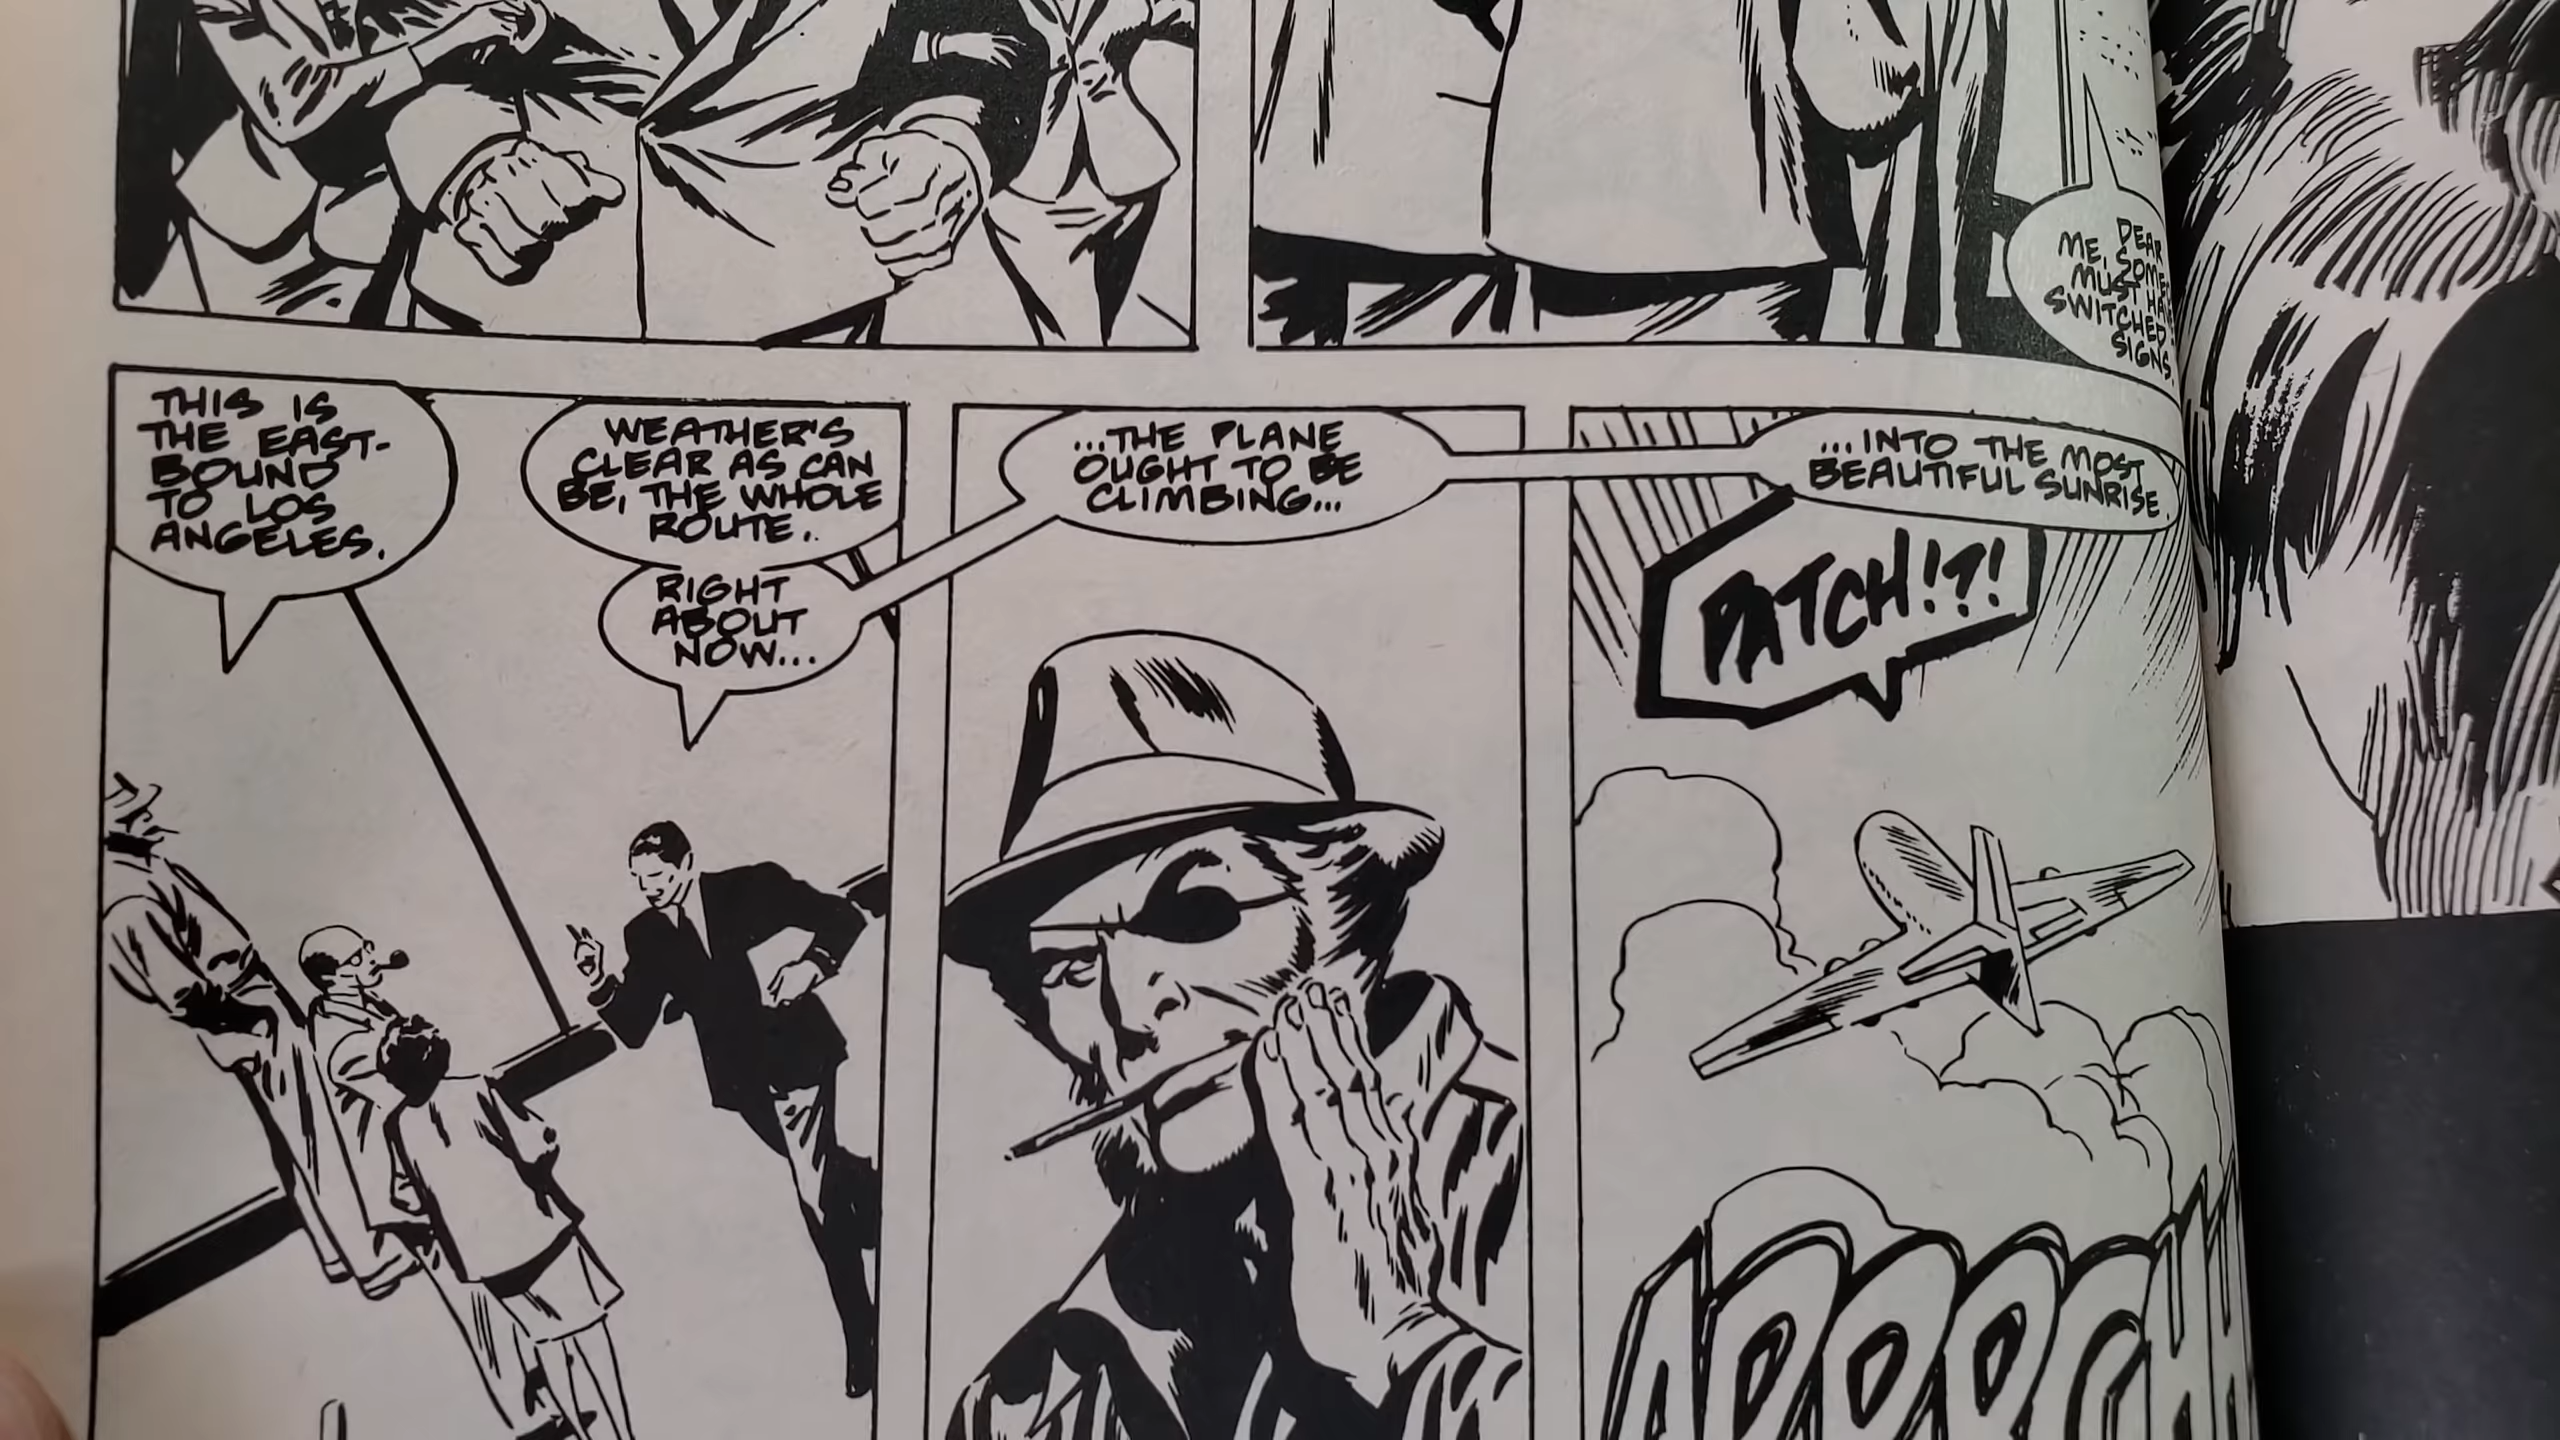 DEAR
ME, SOME
MUST HAVE
SWITCHED
SIGNS.
THIS IS
THE EAST-
BOUND
TO LOS
ANGELES.
WEATHER'S
CLEAR AS CAN
BE, THE WHOLE
ROUTE.
RIGHT
ABOUT
NOW...
...THE PLANE
OUGHT TO BE
CLIMBING...
...INTO THE MOST
BEAUTIFUL SUNRISE.
PATCH!?!